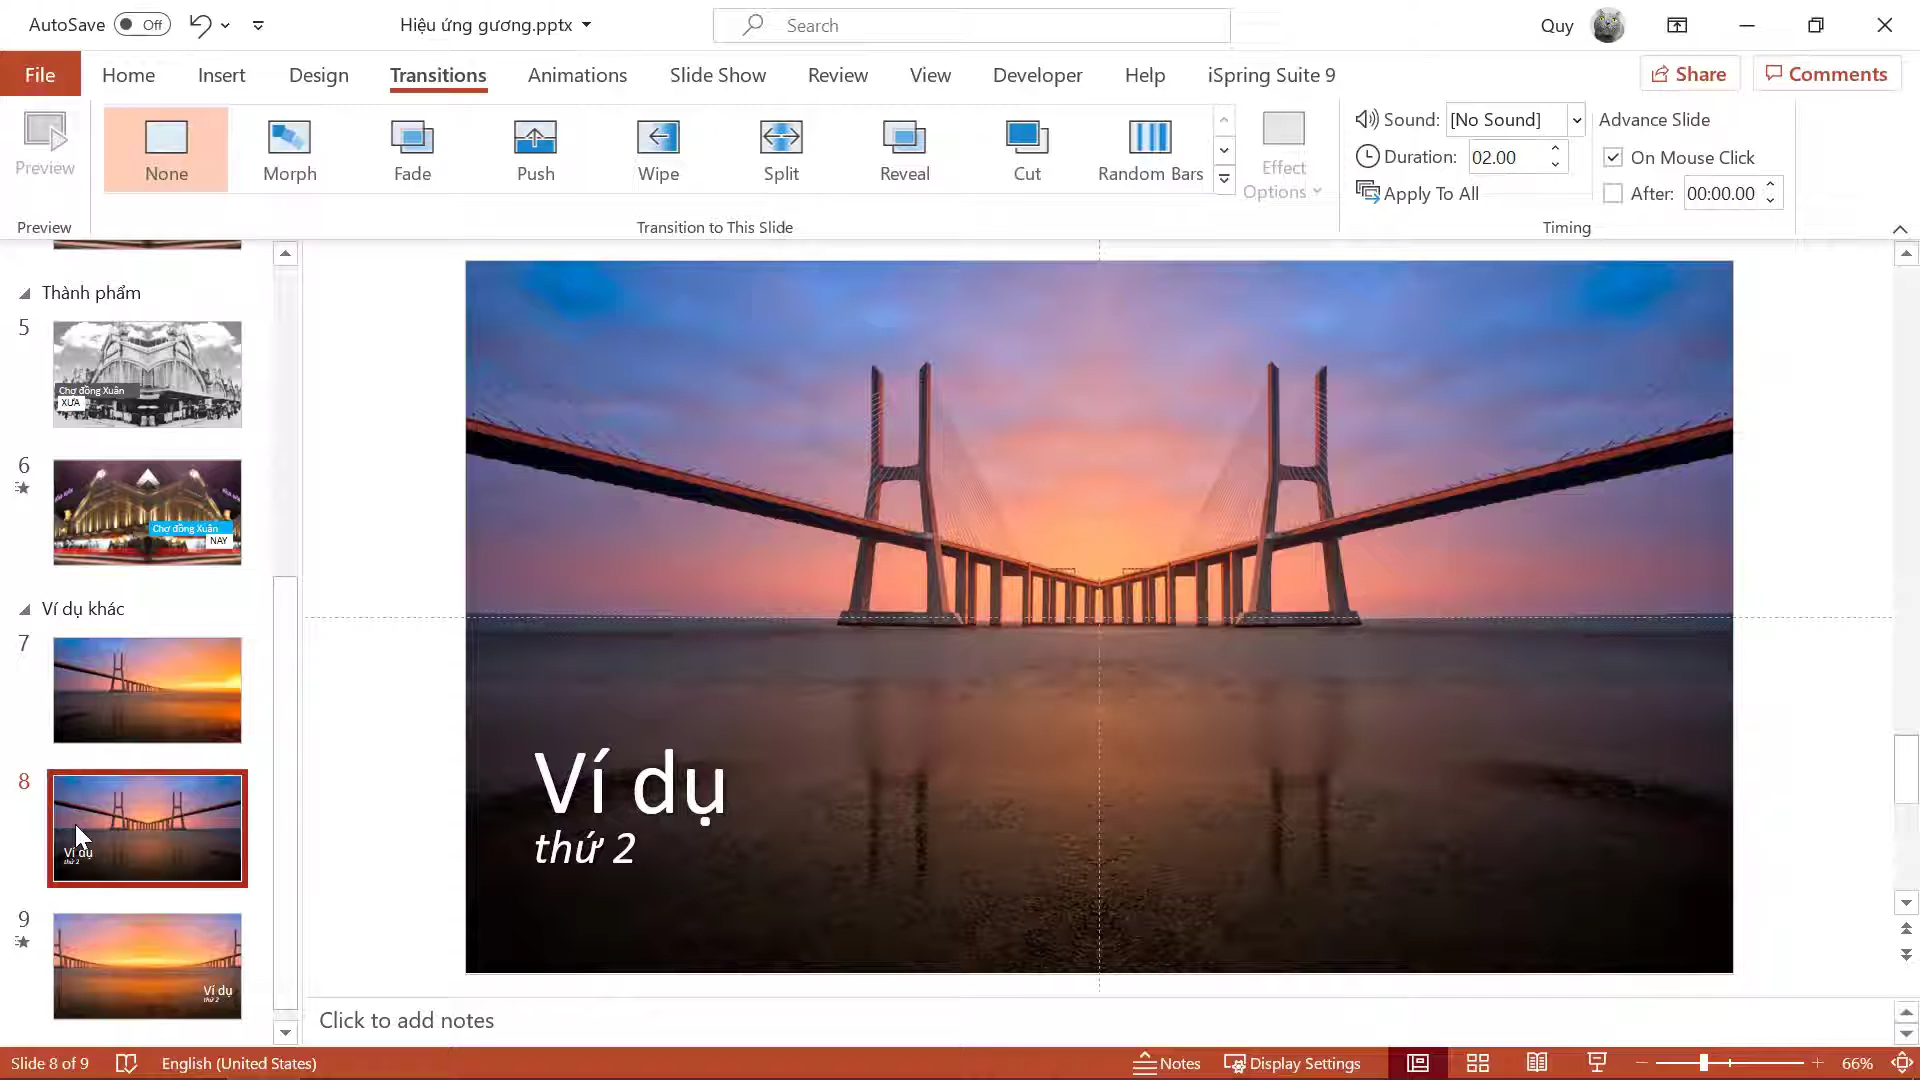 AutoSave Off Hiệu ứng gương.pptx Search Quy
File Home Insert Design Transitions Animations Slide Show Review View Developer Help iSpring Suite 9 Share Comments
Preview None Morph Fade Push Wipe Split Reveal Cut Random Bars Effect Options
Sound: [No Sound] Advance Slide
Duration: 02.00 On Mouse Click
Apply To All After: 00:00.00
Preview Transition to This Slide Timing
Thành phẩm
5
Chợ đồng Xuân
XƯA
6
Chợ đồng Xuân
NAY
Ví dụ khác
7
8
Ví dụ
thứ 2
9
Ví dụ
thứ 2
Ví dụ
thứ 2
Click to add notes
Slide 8 of 9 English (United States) Notes Display Settings 66%